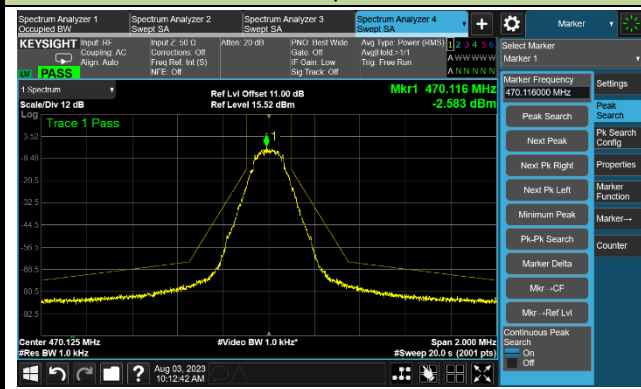 Spectrum Analyzer 1
Occupied BW
Spectrum Analyzer 2
Swept SA
Spectrum Analyzer 3
Swept SA
Spectrum Analyzer 4
Swept SA
+
Marker
KEYSIGHT
Input: RF
Coupling: AC
Align: Auto
Input Z: 50 Ω
Corrections: Off
Freq Ref: Int (S)
NFE: Off
Atten: 20 dB
PNO: Best Wide
Gate: Off
IF Gain: Low
Sig Track: Off
Avg Type: Power (RMS)
Avg|Hold:>1/1
Trig: Free Run
1 2 3 4 5 6
A W W W W W
A N N N N N
PASS
Select Marker
Marker 1
1 Spectrum
Scale/Div 12 dB
Log
Ref Lvl Offset 11.00 dB
Ref Level 15.52 dBm
Mkr1 470.116 MHz
-2.583 dBm
Trace 1 Pass
1
3.52
-8.48
-20.5
-32.5
-44.5
-56.5
-80.5
-92.5
Center 470.125 MHz
#Res BW 1.0 kHz
#Video BW 1.0 kHz*
Span 2.000 MHz
#Sweep 20.0 s (2001 pts)
Marker Frequency
470.116000 MHz
Peak Search
Next Peak
Next Pk Right
Next Pk Left
Minimum Peak
Pk-Pk Search
Marker Delta
Mkr→CF
Mkr→Ref Lvl
Continuous Peak
Search
On
Off
Settings
Peak
Search
Pk Search
Config
Properties
Marker
Function
Marker→
Counter
?
Aug 03, 2023
10:12:42 AM